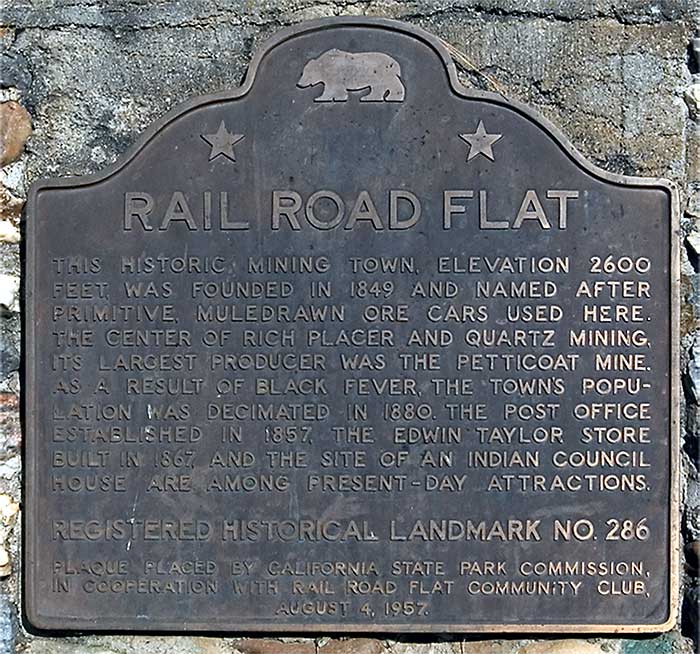 RAIL ROAD FLAT
THIS HISTORIC MINING TOWN, ELEVATION 2600
FEET, WAS FOUNDED IN 1849 AND NAMED AFTER
PRIMITIVE, MULEDRAWN ORE CARS USED HERE.
THE CENTER OF RICH PLACER AND QUARTZ MINING,
ITS LARGEST PRODUCER WAS THE PETTICOAT MINE.
AS A RESULT OF BLACK FEVER, THE TOWN'S POPU-
LATION WAS DECIMATED IN 1880. THE POST OFFICE
ESTABLISHED IN 1857, THE EDWIN TAYLOR STORE
BUILT IN 1867, AND THE SITE OF AN INDIAN COUNCIL
HOUSE ARE AMONG PRESENT-DAY ATTRACTIONS.
REGISTERED HISTORICAL LANDMARK NO. 286
PLAQUE PLACED BY CALIFORNIA STATE PARK COMMISSION,
IN COOPERATION WITH RAIL ROAD FLAT COMMUNITY CLUB,
AUGUST 4, 1957.